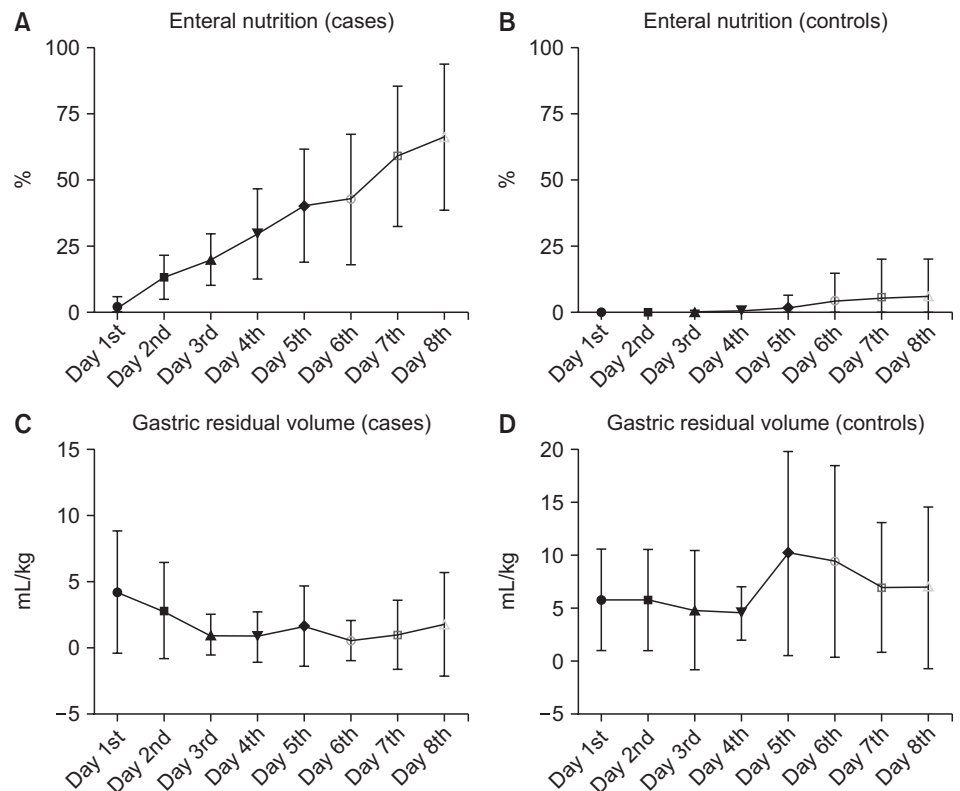 A
Enteral nutrition (cases)
100
75
50
25
0
%
Day 1st
Day 2nd
Day 3rd
Day 4th
Day 5th
Day 6th
Day 7th
Day 8th
B
Enteral nutrition (controls)
100
75
50
25
0
%
Day 1st
Day 2nd
Day 3rd
Day 4th
Day 5th
Day 6th
Day 7th
Day 8th
C
Gastric residual volume (cases)
15
10
5
0
−5
mL/kg
Day 1st
Day 2nd
Day 3rd
Day 4th
Day 5th
Day 6th
Day 7th
Day 8th
D
Gastric residual volume (controls)
20
15
10
5
0
−5
mL/kg
Day 1st
Day 2nd
Day 3rd
Day 4th
Day 5th
Day 6th
Day 7th
Day 8th